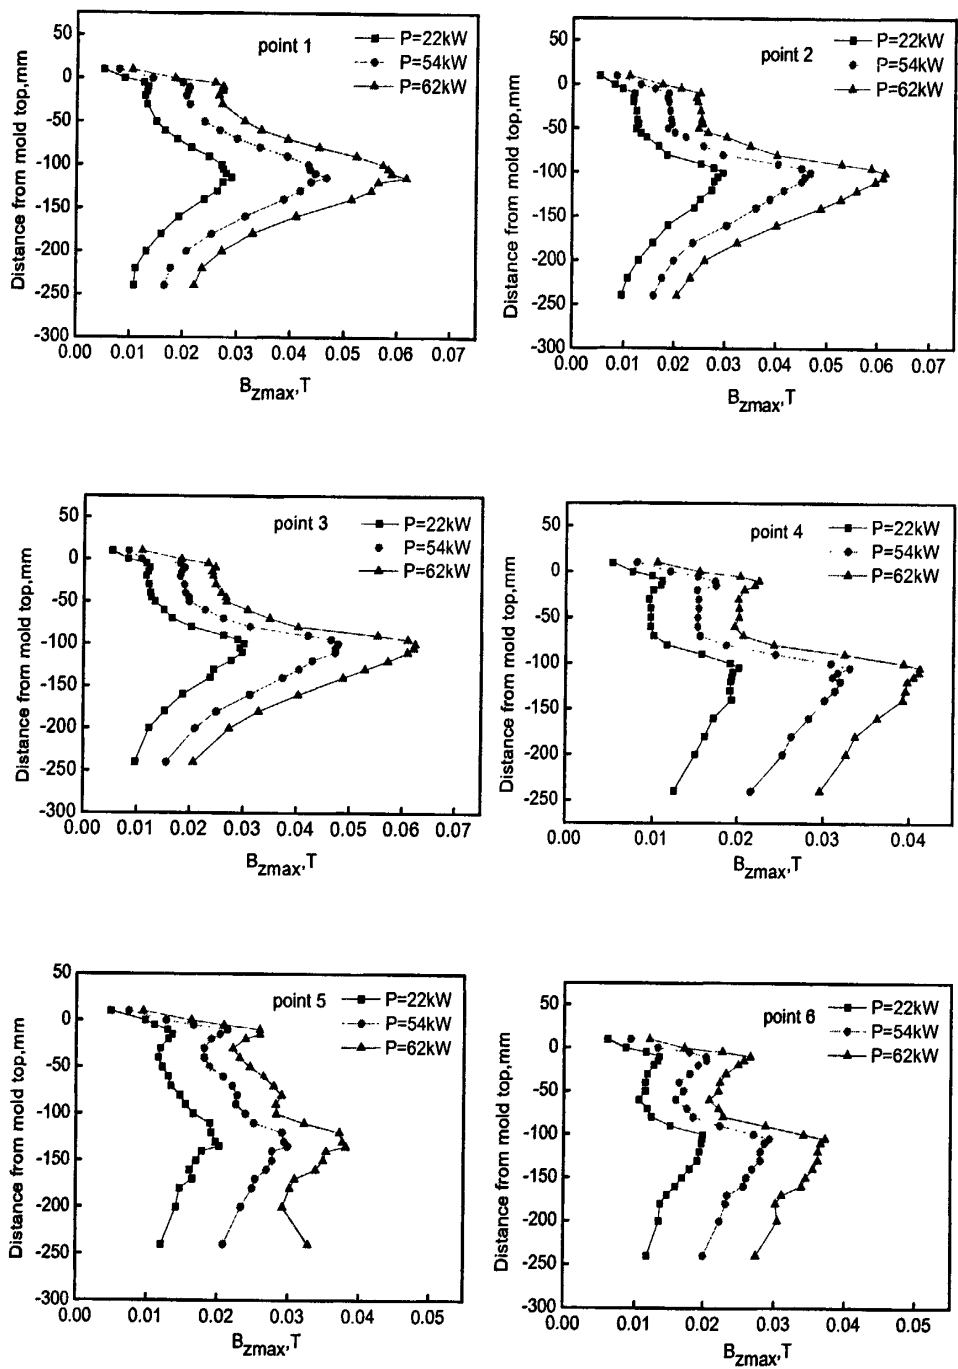 point 1
P=22kW
P=54kW
P=62kW
50
0
-50
-100
-150
-200
-250
-300
0.00 0.01 0.02 0.03 0.04 0.05 0.06 0.07
Distance from mold top,mm
Bzmax,T
point 2
P=22kW
P=54kW
P=62kW
50
0
-50
-100
-150
-200
-250
-300
0.00 0.01 0.02 0.03 0.04 0.05 0.06 0.07
Distance from mold top,mm
Bzmax,T
point 3
P=22kW
P=54kW
P=62kW
50
0
-50
-100
-150
-200
-250
-300
0.00 0.01 0.02 0.03 0.04 0.05 0.06 0.07
Distance from mold top,mm
Bzmax,T
point 4
P=22kW
P=54kW
P=62kW
50
0
-50
-100
-150
-200
-250
0.00 0.01 0.02 0.03 0.04
Distance from mold top,mm
Bzmax,T
point 5
P=22kW
P=54kW
P=62kW
50
0
-50
-100
-150
-200
-250
-300
0.00 0.01 0.02 0.03 0.04 0.05
Distance from mold top,mm
Bzmax,T
point 6
P=22kW
P=54kW
P=62kW
50
0
-50
-100
-150
-200
-250
-300
0.00 0.01 0.02 0.03 0.04 0.05
Distance from mold top,mm
Bzmax,T